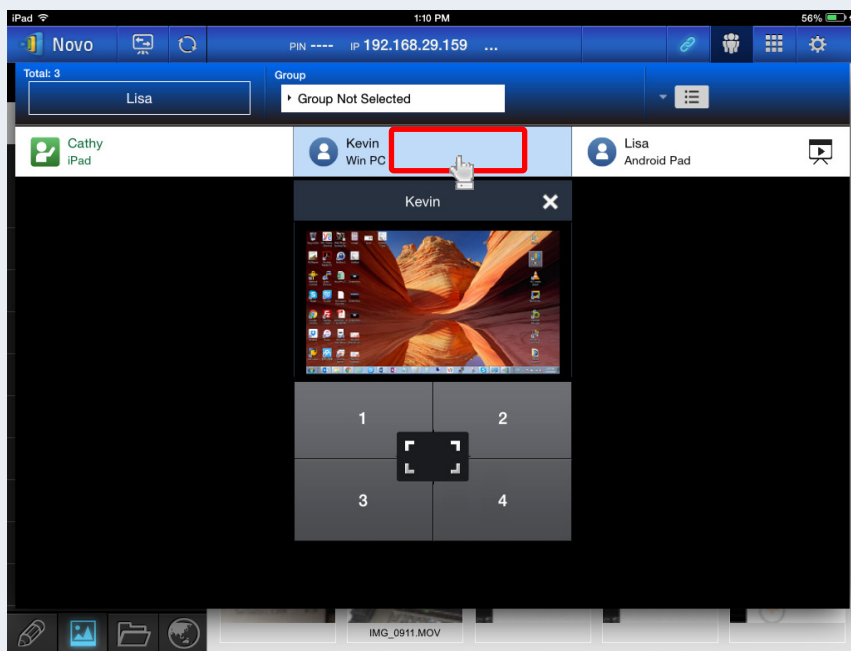 iPad 1:10 PM 56%
Novo PIN ---- IP 192.168.29.159 ...
Total: 3 Group
Lisa Group Not Selected
Cathy Kevin Lisa
iPad Win PC Android Pad
Kevin
1 2
3 4
IMG_0911.MOV